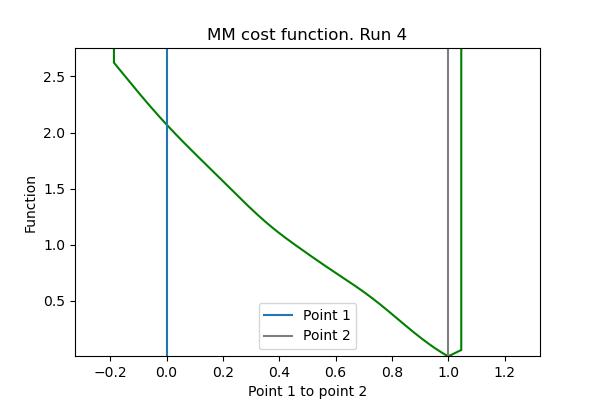 MM cost function. Run 4
Function
2.5
2.0
1.5
1.0
0.5
Point 1
Point 2
−0.2 0.0 0.2 0.4 0.6 0.8 1.0 1.2
Point 1 to point 2